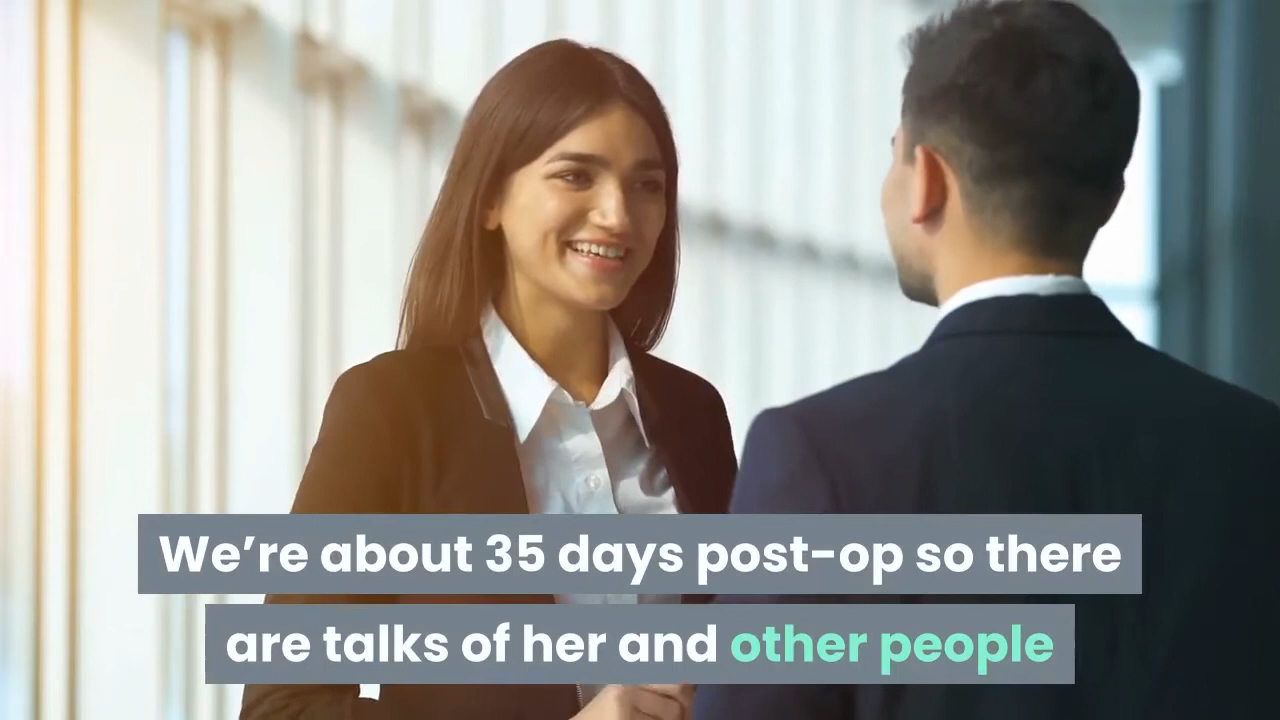 We’re about 35 days post-op so there
are talks of her and other people